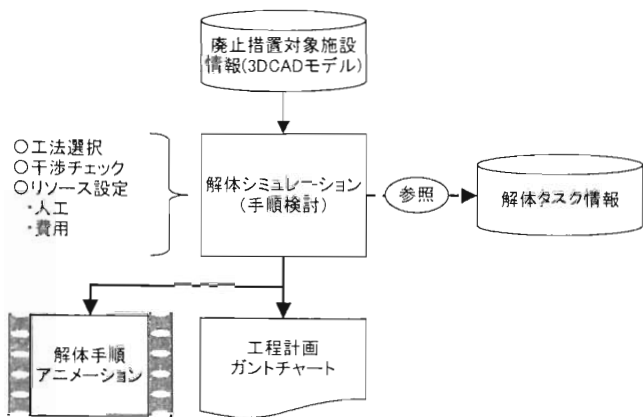 廃止措置対象施設
情報(3DCADモデル)
○工法選択
○干渉チェック
○リソース設定
・人工
・費用
解体シミュレーション
(手順検討)
参照
解体タスク情報
解体手順
アニメーション
工程計画
ガントチャート